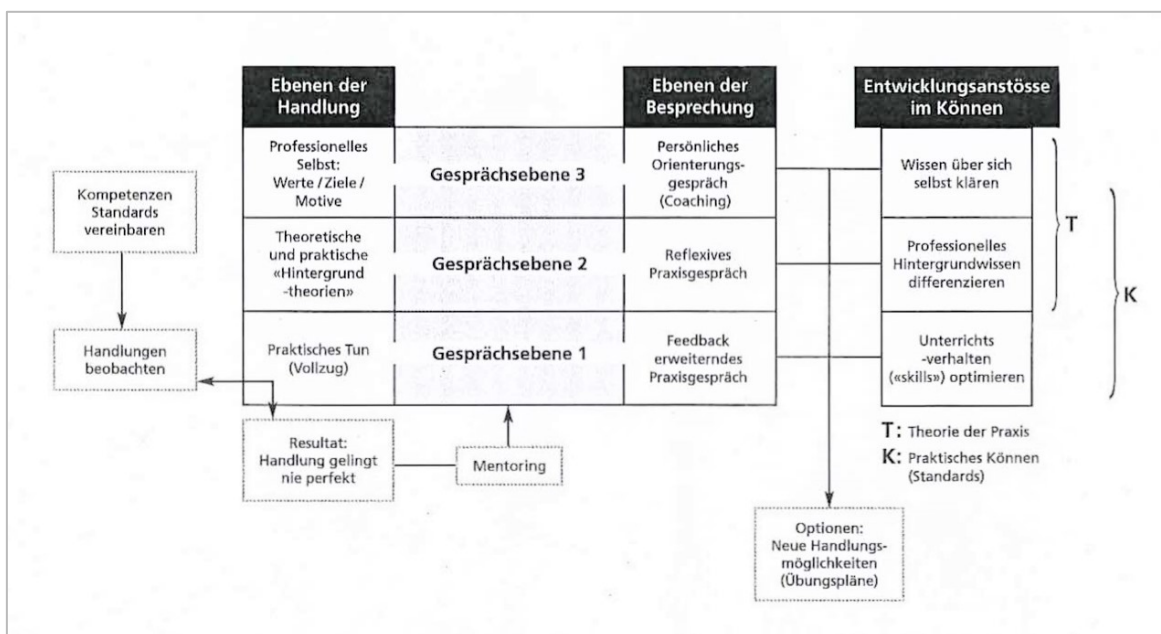 Ebenen der
Handlung
Ebenen der
Besprechung
Entwicklungsanstösse
im Können
Kompetenzen
Standards
vereinbaren
Handlungen
beobachten
Professionelles
Selbst:
Werte / Ziele /
Motive
Gesprächsebene 3
Persönliches
Orienterungs-
gespräch
(Coaching)
Wissen über sich
selbst klären
Theoretische
und praktische
«Hintergrund
-theorien»
Gesprächsebene 2
Reflexives
Praxisgespräch
Professionelles
Hintergrundwissen
differenzieren
Praktisches Tun
(Vollzug)
Gesprächsebene 1
Feedback
erweiterndes
Praxisgespräch
Unterrichts
-verhalten
(«skills») optimieren
T
K
Resultat:
Handlung gelingt
nie perfekt
Mentoring
T: Theorie der Praxis
K: Praktisches Können
(Standards)
Optionen:
Neue Handlungs-
möglichkeiten
(Übungspläne)